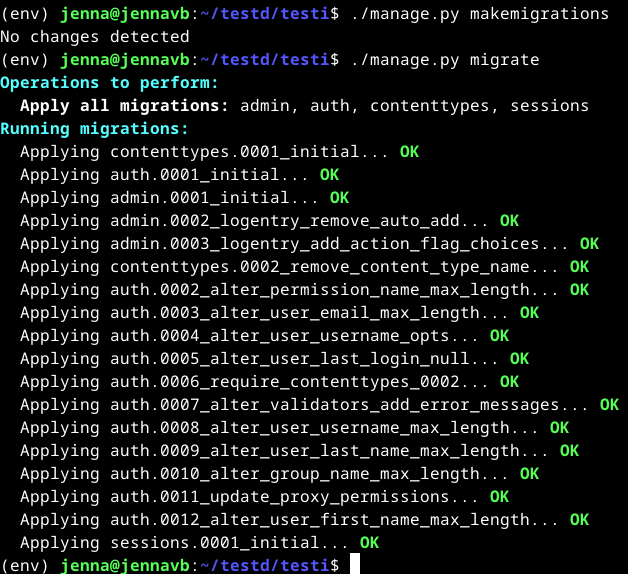 (env) jenna@jennavb:~/testd/testi$ ./manage.py makemigrations
No changes detected
(env) jenna@jennavb:~/testd/testi$ ./manage.py migrate
Operations to perform:
  Apply all migrations: admin, auth, contenttypes, sessions
Running migrations:
  Applying contenttypes.0001_initial... OK
  Applying auth.0001_initial... OK
  Applying admin.0001_initial... OK
  Applying admin.0002_logentry_remove_auto_add... OK
  Applying admin.0003_logentry_add_action_flag_choices... OK
  Applying contenttypes.0002_remove_content_type_name... OK
  Applying auth.0002_alter_permission_name_max_length... OK
  Applying auth.0003_alter_user_email_max_length... OK
  Applying auth.0004_alter_user_username_opts... OK
  Applying auth.0005_alter_user_last_login_null... OK
  Applying auth.0006_require_contenttypes_0002... OK
  Applying auth.0007_alter_validators_add_error_messages... OK
  Applying auth.0008_alter_user_username_max_length... OK
  Applying auth.0009_alter_user_last_name_max_length... OK
  Applying auth.0010_alter_group_name_max_length... OK
  Applying auth.0011_update_proxy_permissions... OK
  Applying auth.0012_alter_user_first_name_max_length... OK
  Applying sessions.0001_initial... OK
(env) jenna@jennavb:~/testd/testi$